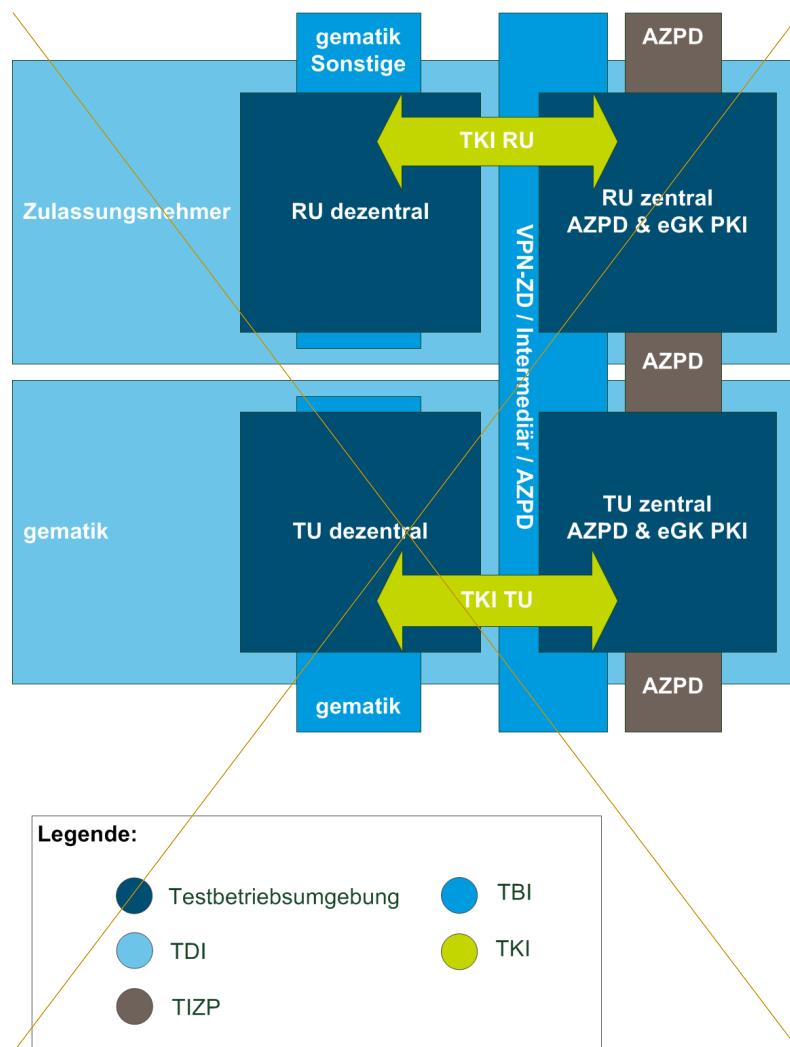 gematik
Sonstige
AZPD
TKI RU
Zulassungsnehmer
RU dezentral
RU zentral
AZPD & eGK PKI
VPN-ZD / Intermediär / AZPD
AZPD
gematik
TU dezentral
TU zentral
AZPD & eGK PKI
TKI TU
gematik
AZPD
Legende:
Testbetriebsumgebung
TBI
TDI
TKI
TIZP